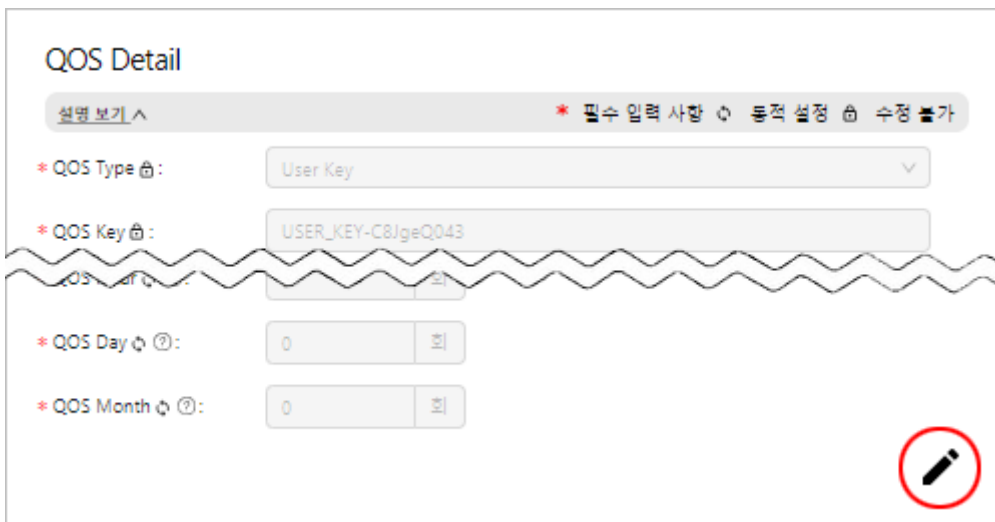 QOS Detail
설명 보기 * 필수 입력 사항 동적 설정 수정 불가
* QOS Type :
User Key
* QOS Key :
USER_KEY-C8JgeQ043
* QOS Day ? :
0 회
* QOS Month ? :
0 회